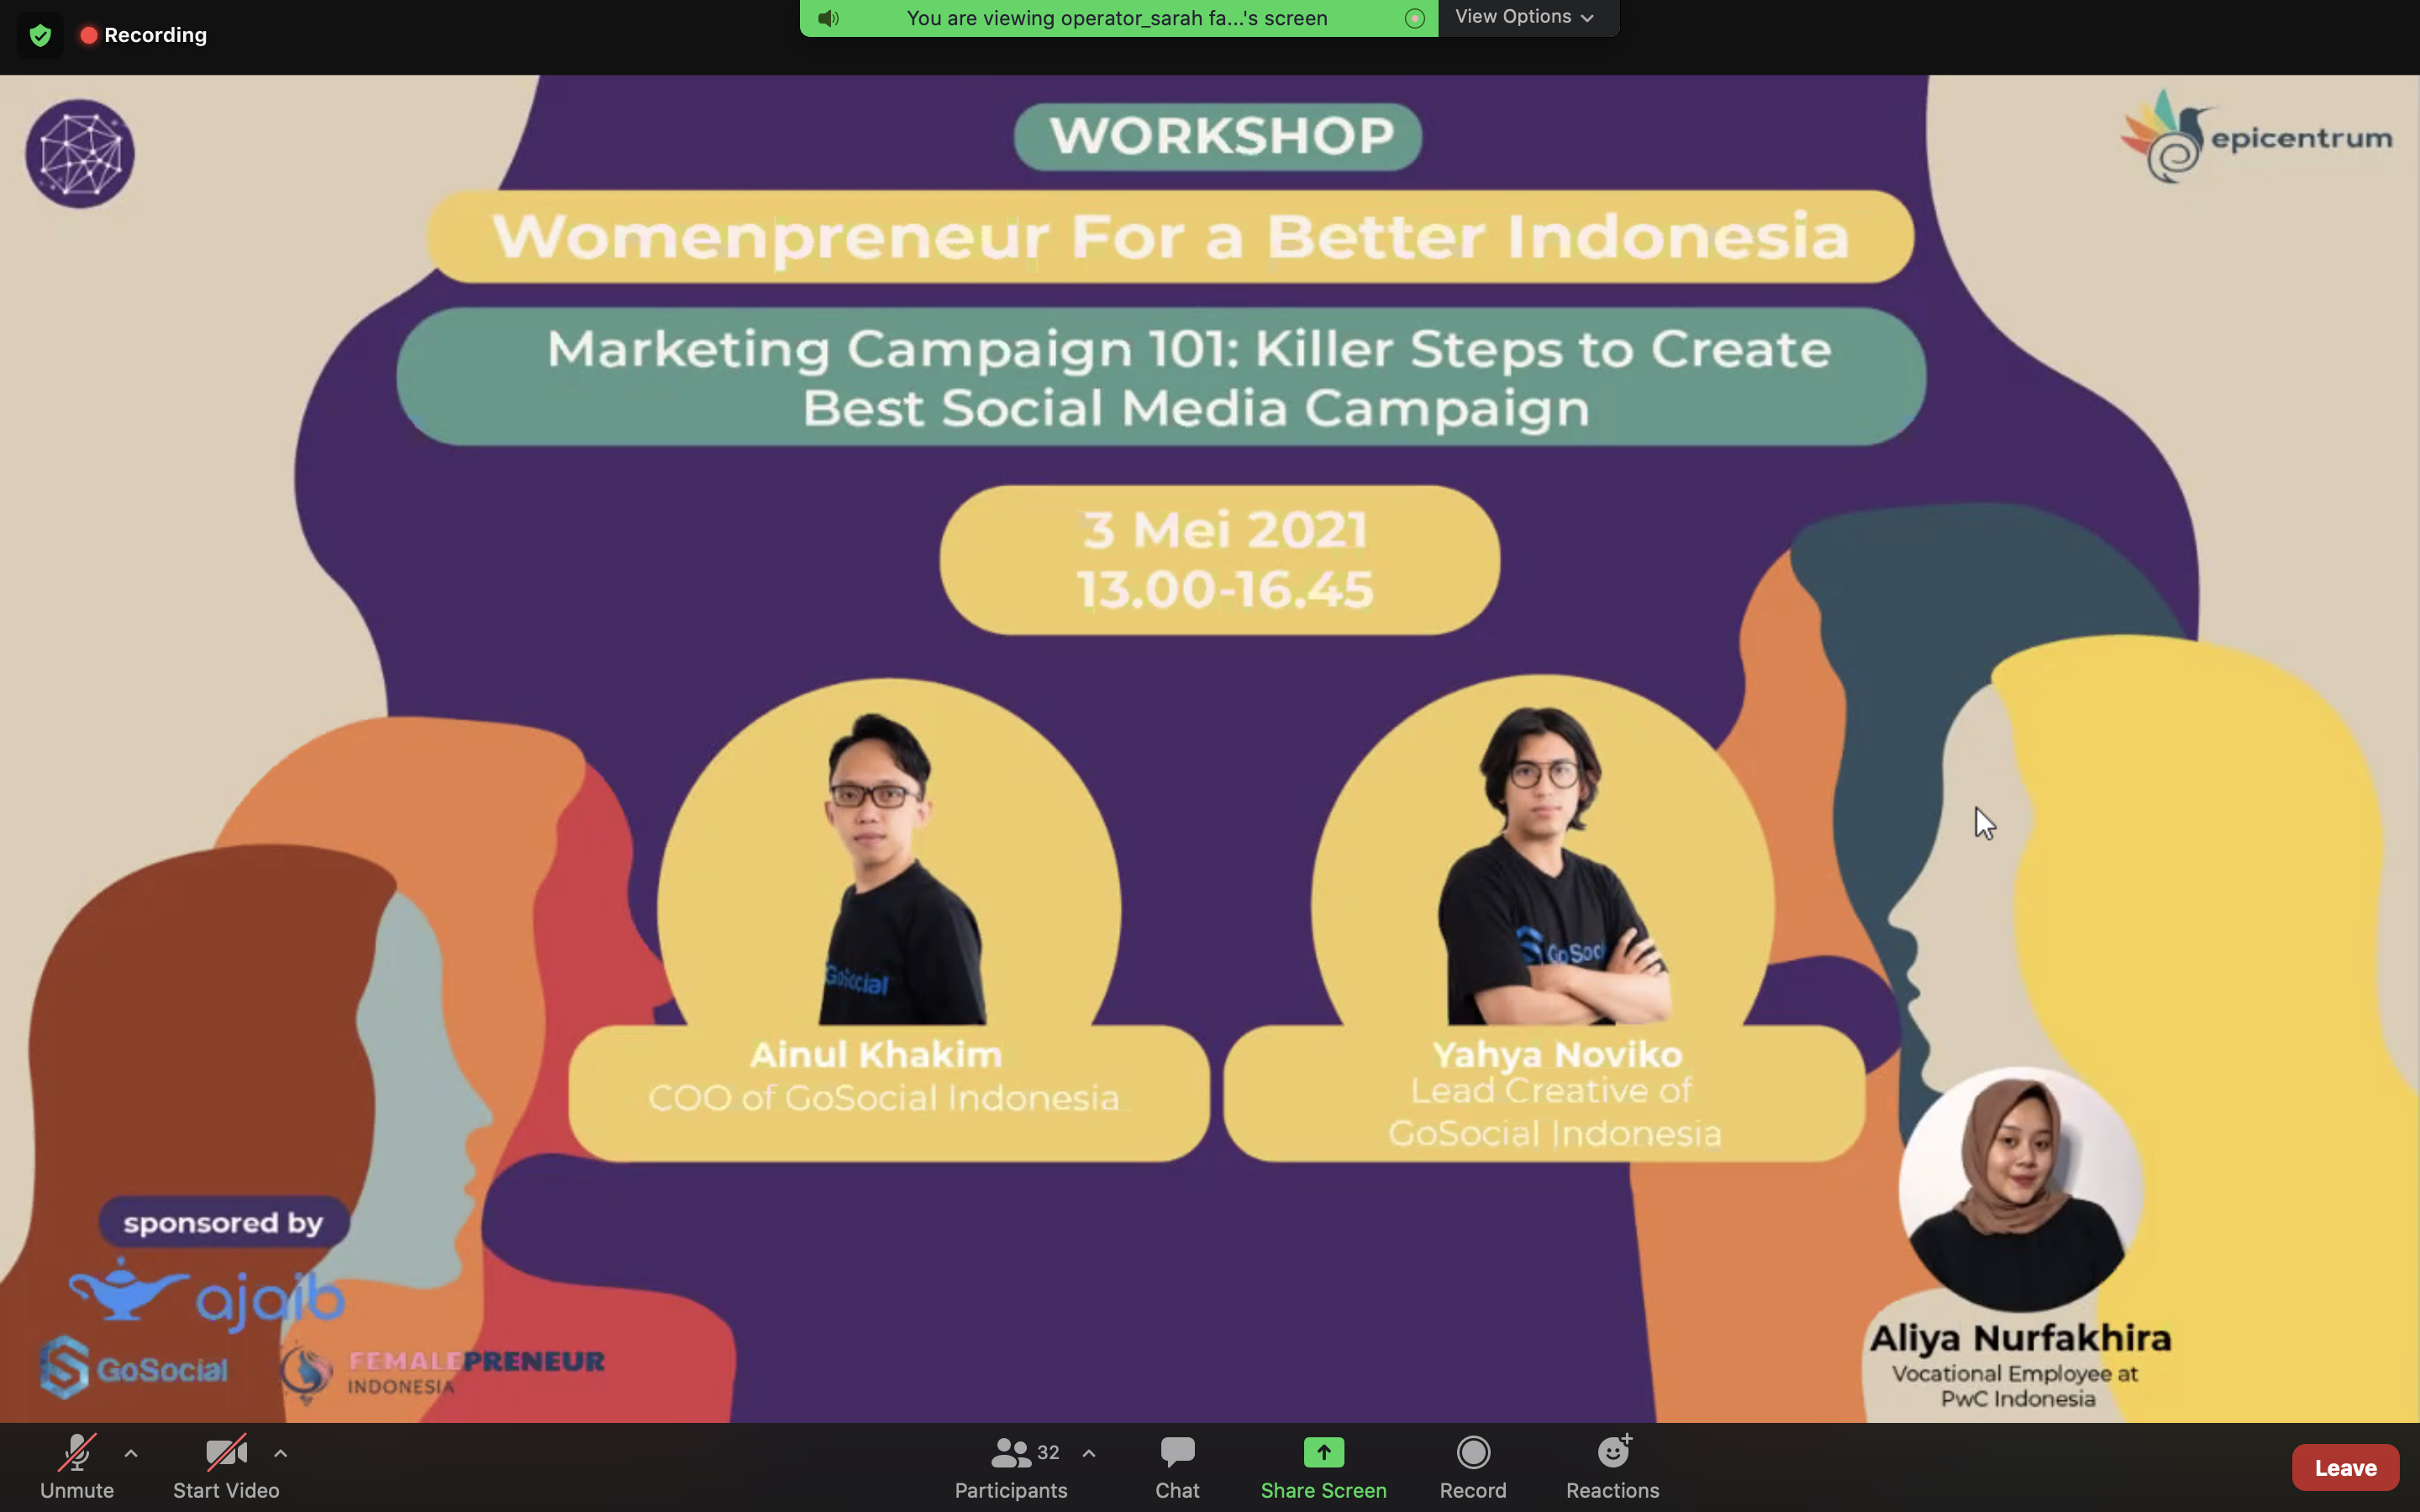 Recording
You are viewing operator_sarah fa...'s screen
View Options
WORKSHOP
epicentrum
Womenpreneur For a Better Indonesia
Marketing Campaign 101: Killer Steps to Create
Best Social Media Campaign
3 Mei 2021
13.00-16.45
GoSocial
GoSoci
Ainul Khakim
COO of GoSocial Indonesia
Yahya Noviko
Lead Creative of
GoSocial Indonesia
sponsored by
ajaib
GoSocial
FEMALEPRENEUR
INDONESIA
Aliya Nurfakhira
Vocational Employee at
PwC Indonesia
Unmute
Start Video
32
Participants
Chat
Share Screen
Record
Reactions
Leave